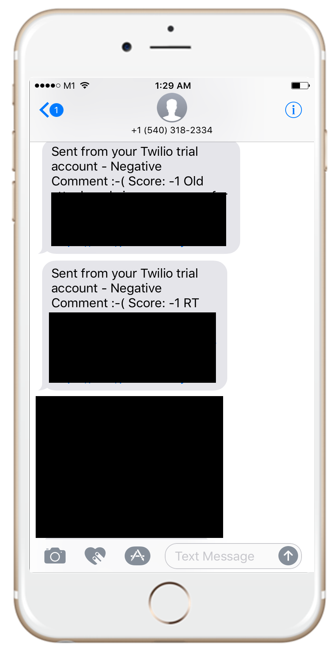 M1 1:29 AM
1
+1 (540) 318-2334
Sent from your Twilio trial
account - Negative
Comment :-( Score: -1 Old
Sent from your Twilio trial
account - Negative
Comment :-( Score: -1 RT
Text Message